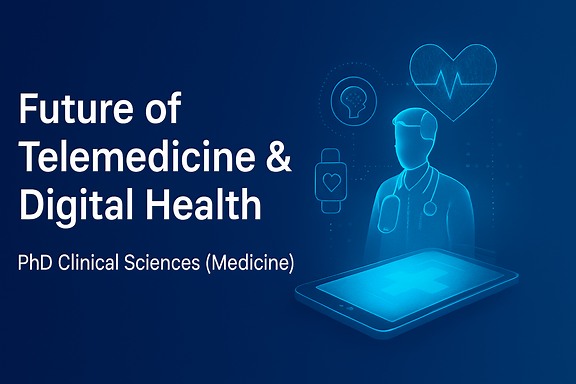 Future of
Telemedicine &
Digital Health
PhD Clinical Sciences (Medicine)